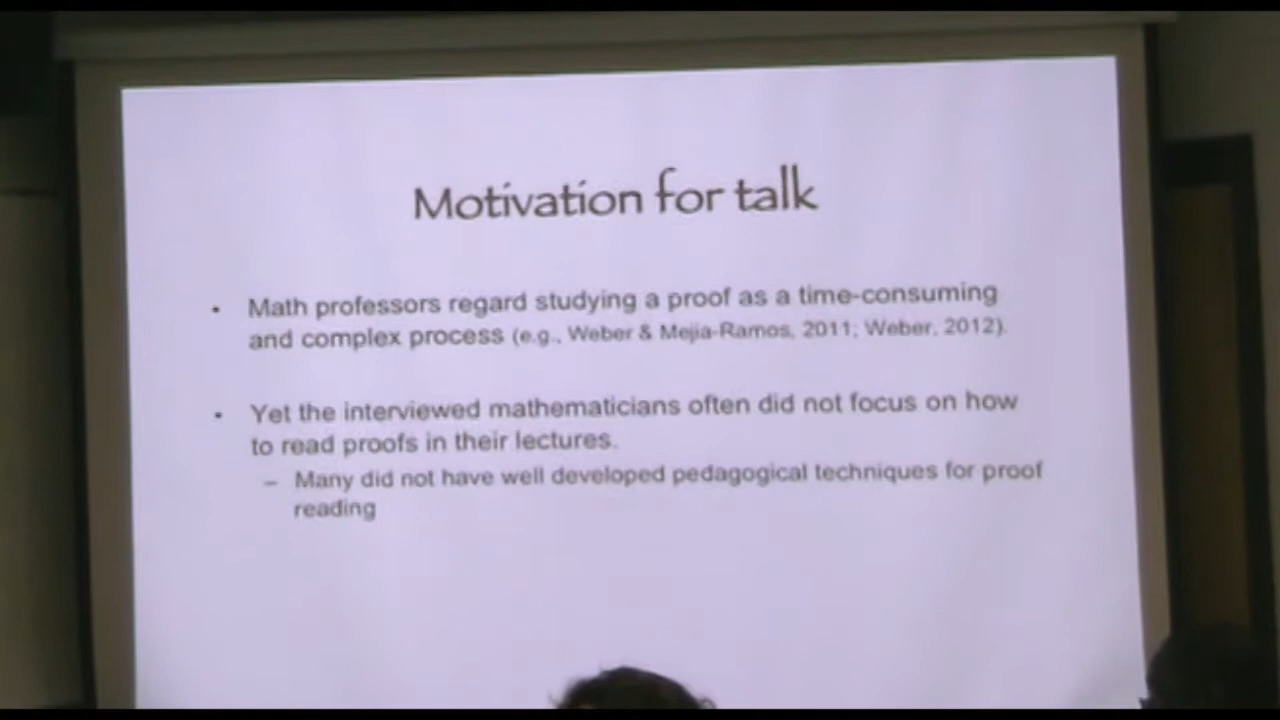 Motivation for talk
• Math professors regard studying a proof as a time-consuming
and complex process (e.g., Weber & Mejia-Ramos, 2011; Weber, 2012).
• Yet the interviewed mathematicians often did not focus on how
to read proofs in their lectures.
– Many did not have well developed pedagogical techniques for proof
reading